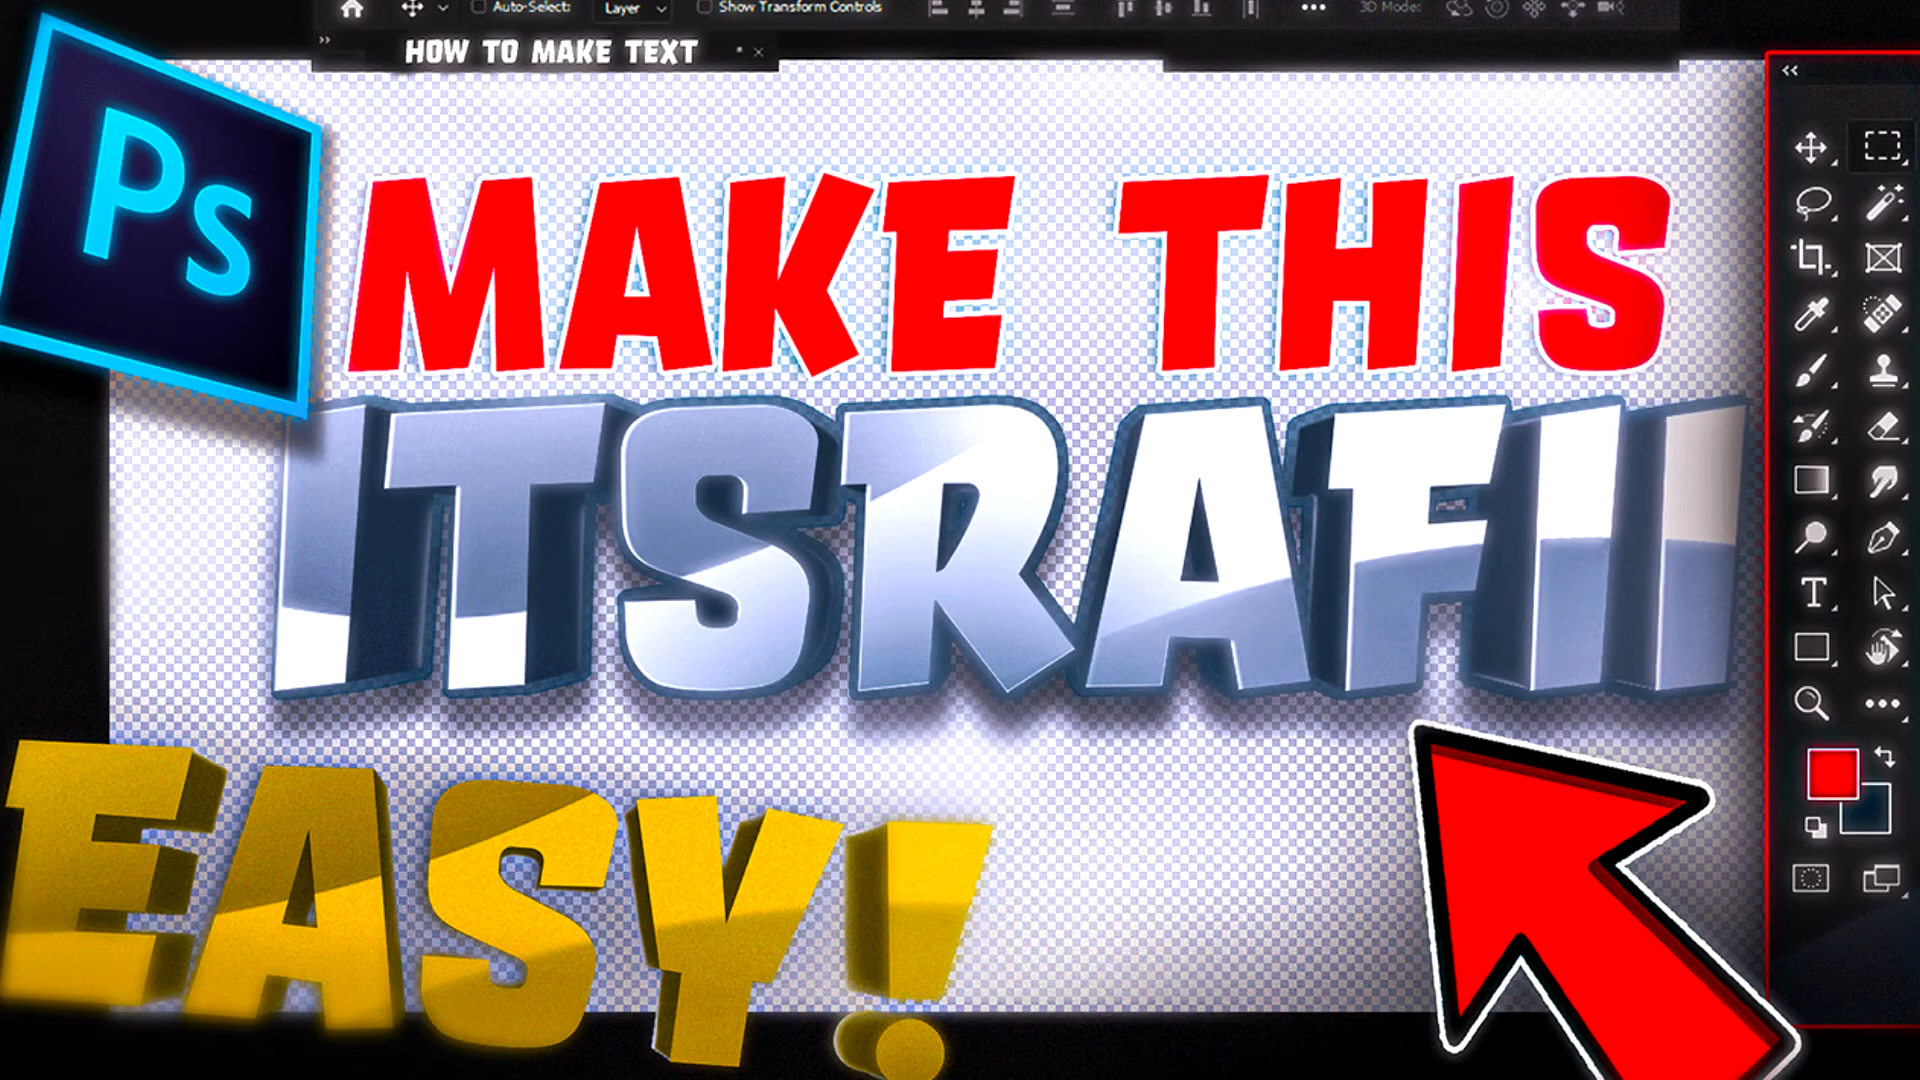 Auto-Select: Layer Show Transform Controls 3D Mode:
HOW TO MAKE TEXT
Ps
MAKE THIS
ITSRAFII
EASY!
T